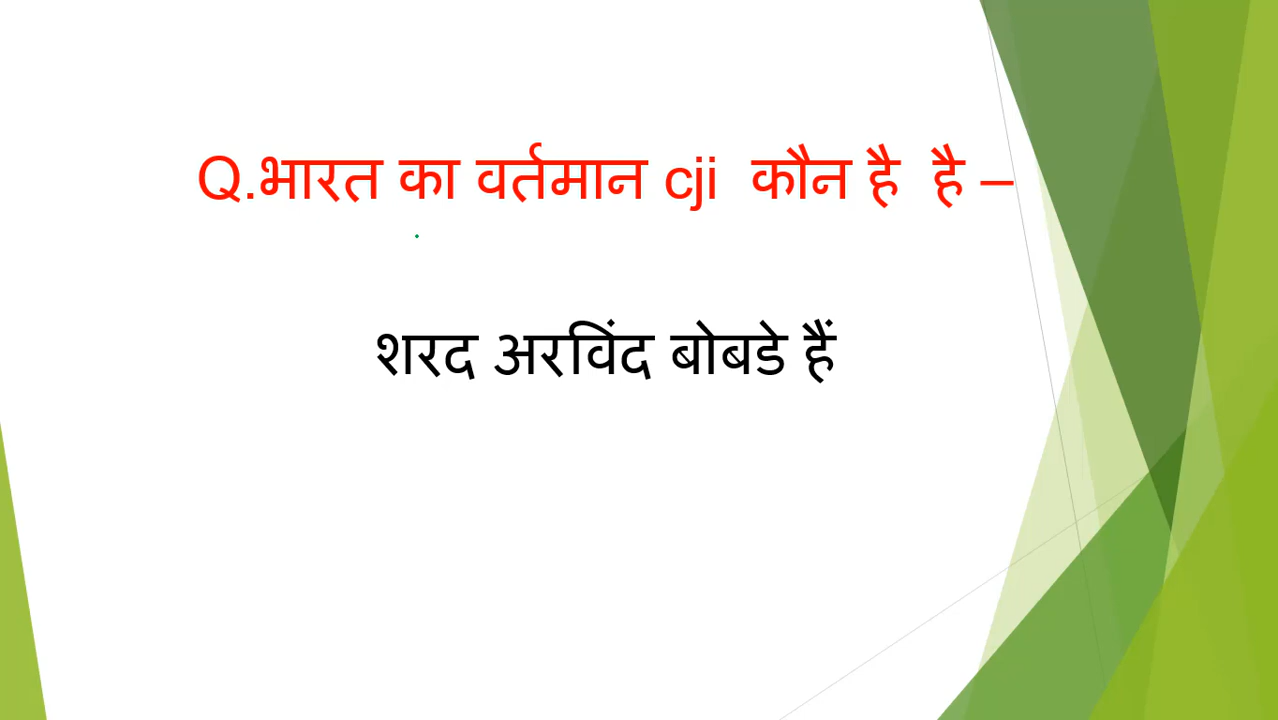 Q.भारत का वर्तमान cji कौन है है –
शरद अरविंद बोबडे हैं